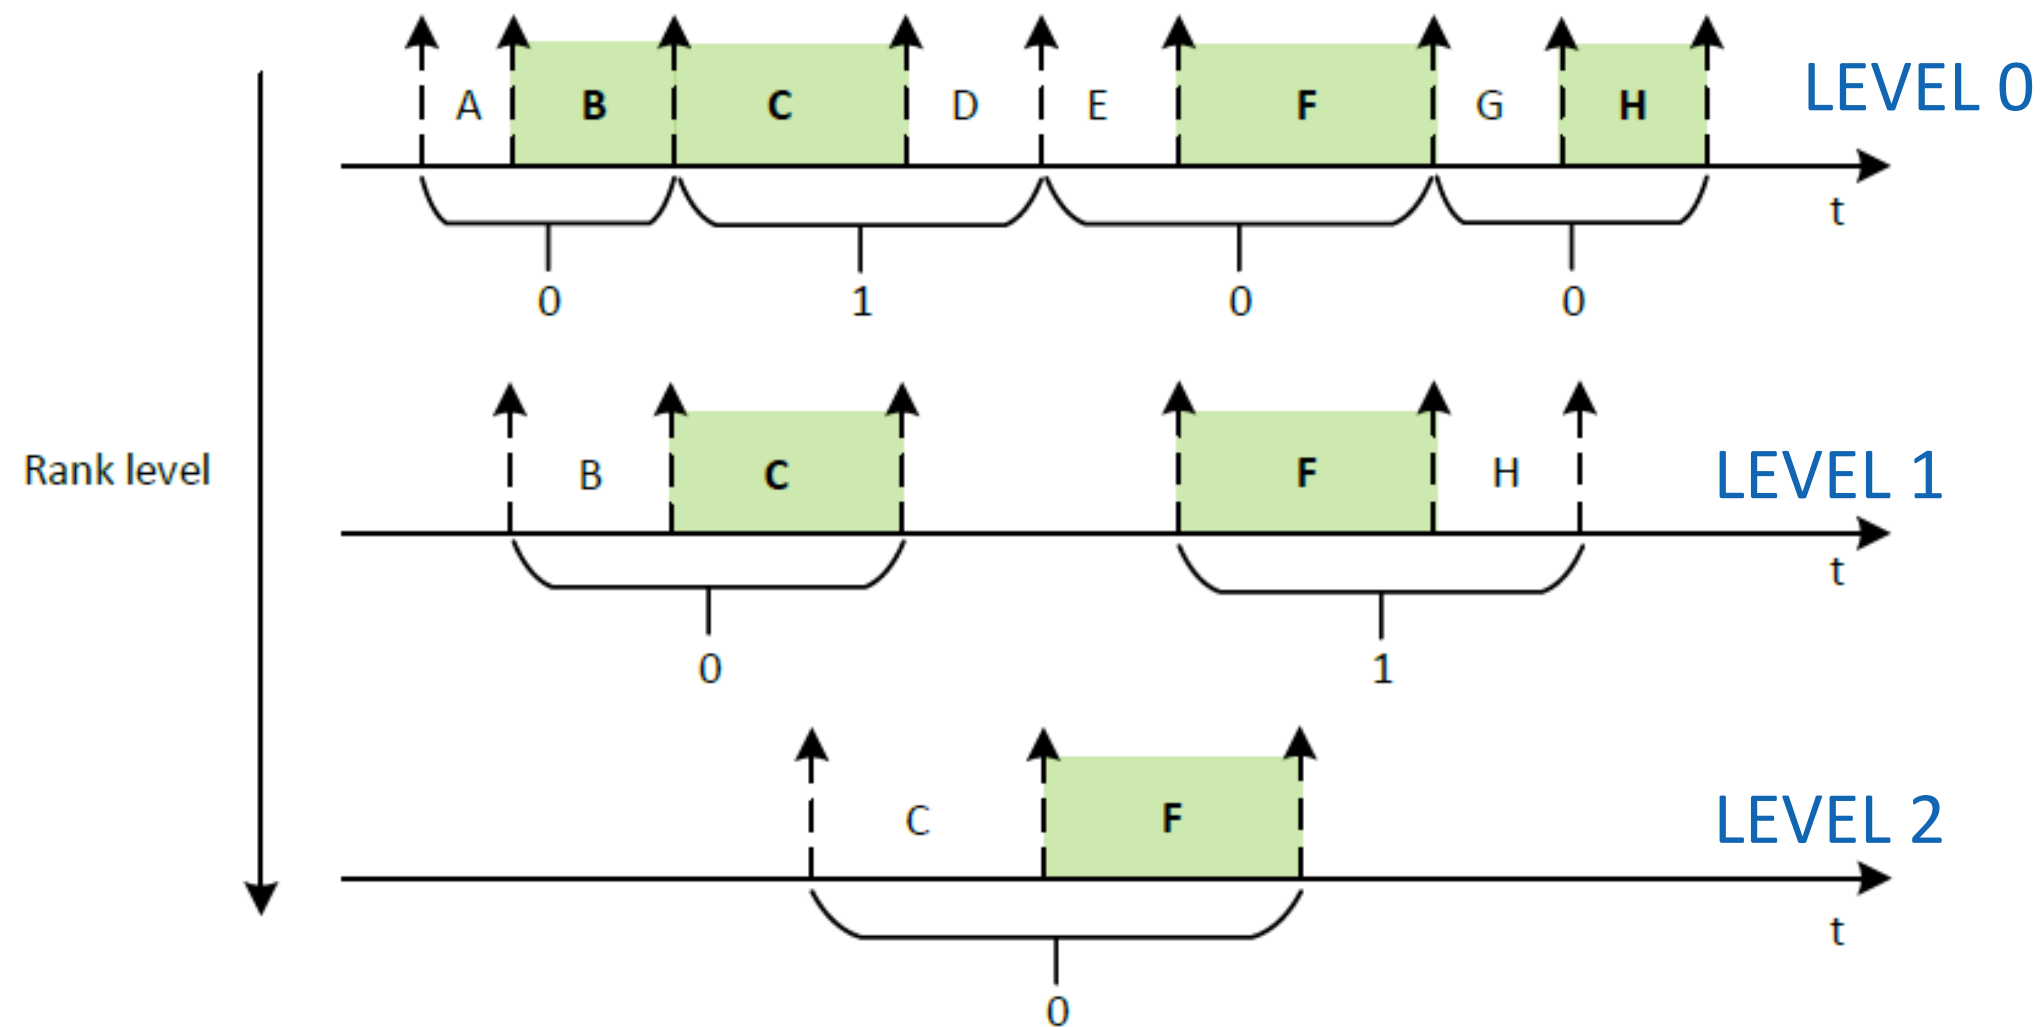 A B C D E F G H LEVEL 0
t
0 1 0 0
Rank level
B C F H LEVEL 1
t
0 1
C F LEVEL 2
t
0